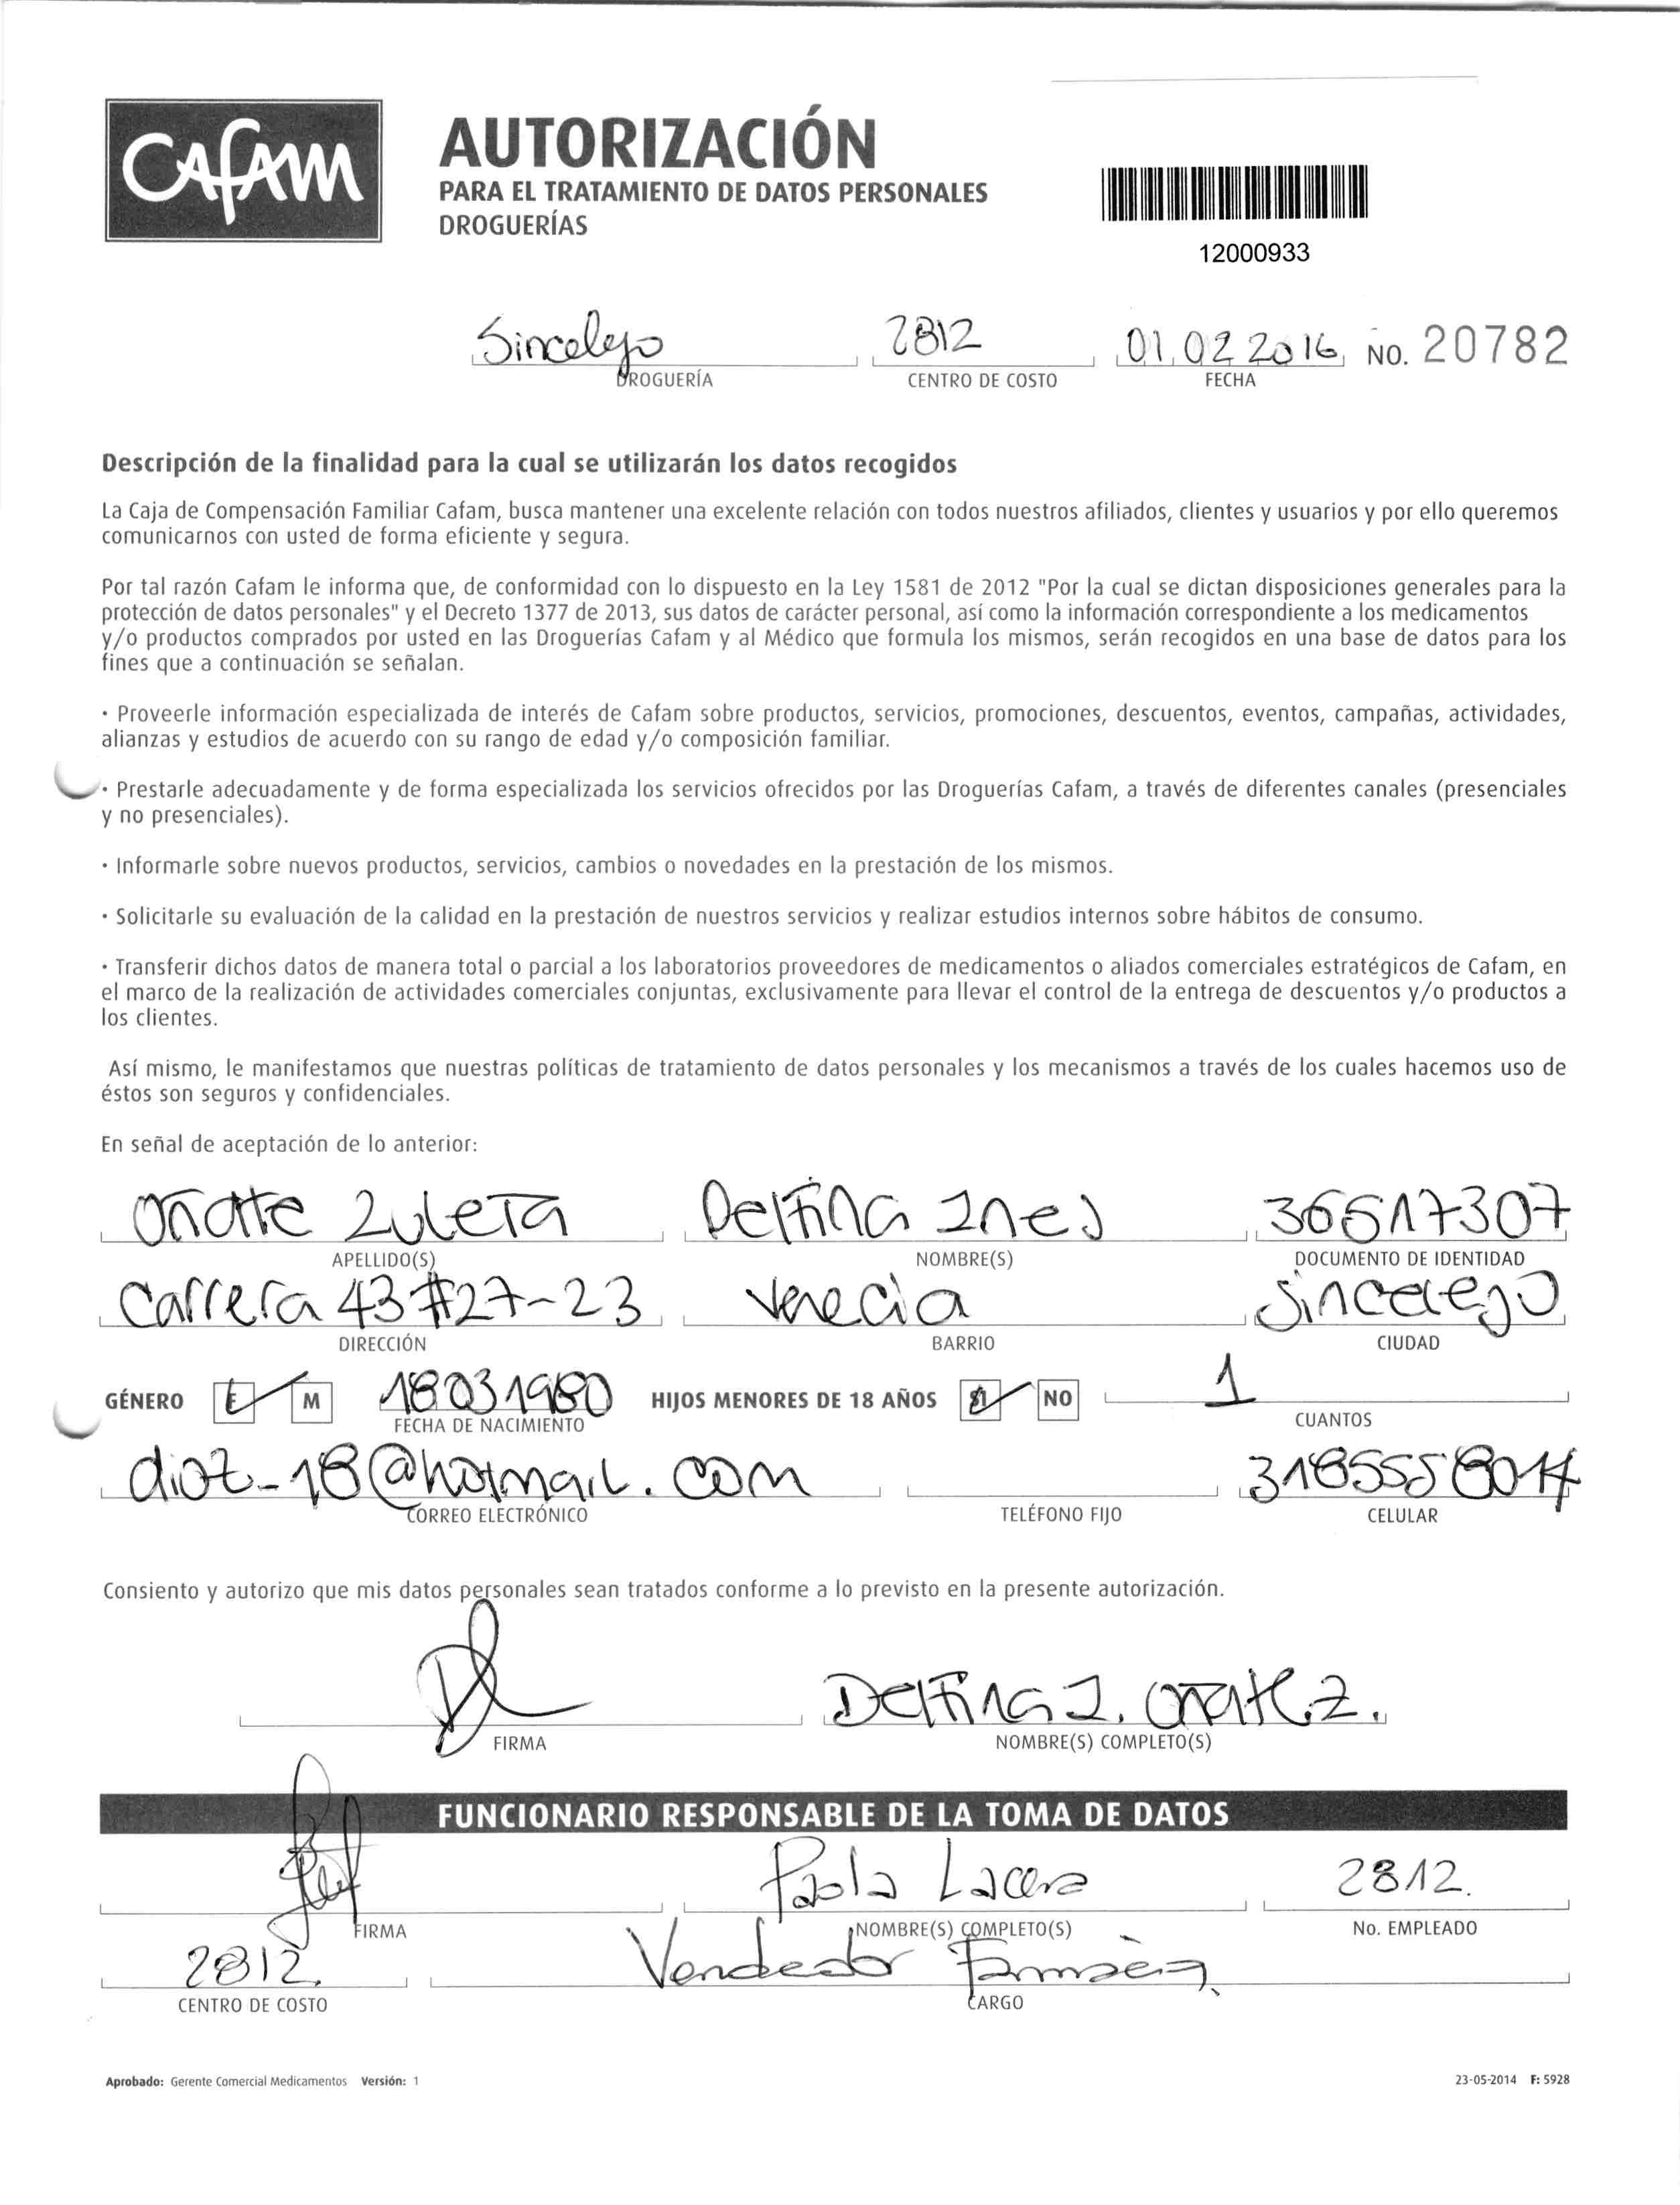 CAFAM
AUTORIZACIÓN
PARA EL TRATAMIENTO DE DATOS PERSONALES
DROGUERÍAS
12000933
Sincelejo 2812 01 02 2016 NO. 20782
DROGUERÍA CENTRO DE COSTO FECHA
Descripción de la finalidad para la cual se utilizarán los datos recogidos
La Caja de Compensación Familiar Cafam, busca mantener una excelente relación con todos nuestros afiliados, clientes y usuarios y por ello queremos
comunicarnos con usted de forma eficiente y segura.
Por tal razón Cafam le informa que, de conformidad con lo dispuesto en la Ley 1581 de 2012 "Por la cual se dictan disposiciones generales para la
protección de datos personales" y el Decreto 1377 de 2013, sus datos de carácter personal, así como la información correspondiente a los medicamentos
y/o productos comprados por usted en las Droguerías Cafam y al Médico que formula los mismos, serán recogidos en una base de datos para los
fines que a continuación se señalan.
• Proveerle información especializada de interés de Cafam sobre productos, servicios, promociones, descuentos, eventos, campañas, actividades,
alianzas y estudios de acuerdo con su rango de edad y/o composición familiar.
• Prestarle adecuadamente y de forma especializada los servicios ofrecidos por las Droguerías Cafam, a través de diferentes canales (presenciales
y no presenciales).
• Informarle sobre nuevos productos, servicios, cambios o novedades en la prestación de los mismos.
• Solicitarle su evaluación de la calidad en la prestación de nuestros servicios y realizar estudios internos sobre hábitos de consumo.
• Transferir dichos datos de manera total o parcial a los laboratorios proveedores de medicamentos o aliados comerciales estratégicos de Cafam, en
el marco de la realización de actividades comerciales conjuntas, exclusivamente para llevar el control de la entrega de descuentos y/o productos a
los clientes.
Así mismo, le manifestamos que nuestras políticas de tratamiento de datos personales y los mecanismos a través de los cuales hacemos uso de
éstos son seguros y confidenciales.
En señal de aceptación de lo anterior:
Oñatte Zuleta Delfina Ines 36517307
APELLIDO(S) NOMBRE(S) DOCUMENTO DE IDENTIDAD
Carrera 43 #27-23 Venecia Sincelejo
DIRECCIÓN BARRIO CIUDAD
GÉNERO F M 18031980 HIJOS MENORES DE 18 AÑOS SI NO 1
FECHA DE NACIMIENTO CUANTOS
dioz_18@hotmail.com
CORREO ELECTRÓNICO TELÉFONO FIJO CELULAR
Consiento y autorizo que mis datos personales sean tratados conforme a lo previsto en la presente autorización.
Delfina I. Oñate.Z.
FIRMA NOMBRE(S) COMPLETO(S)
FUNCIONARIO RESPONSABLE DE LA TOMA DE DATOS
Paola 2812.
FIRMA NOMBRE(S) COMPLETO(S) No. EMPLEADO
2812. Vendedor
CENTRO DE COSTO CARGO
Aprobado: Gerente Comercial Medicamentos Versión: 1 23-05-2014 F: 5928